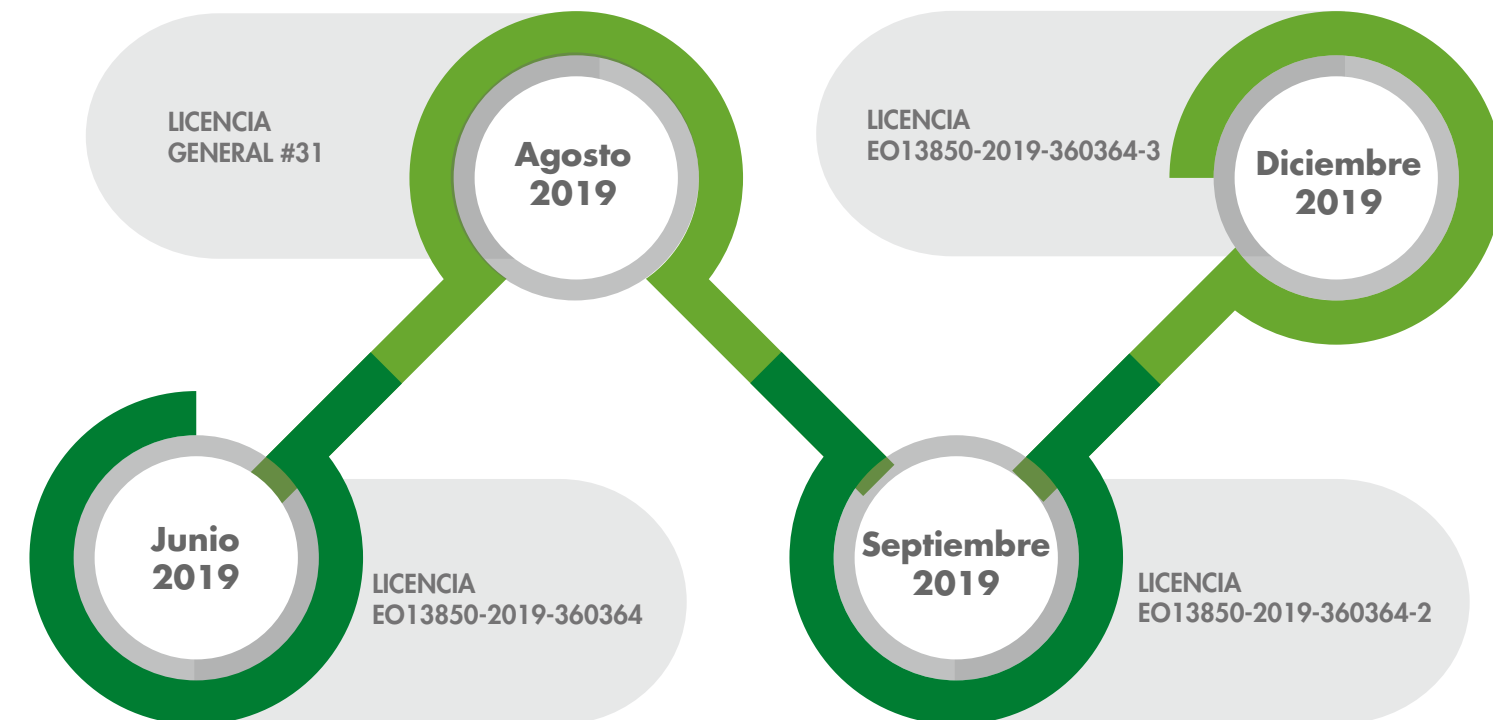 LICENCIA
GENERAL #31
Agosto
2019
LICENCIA
EO13850-2019-360364-3
Diciembre
2019
Junio
2019
LICENCIA
EO13850-2019-360364
Septiembre
2019
LICENCIA
EO13850-2019-360364-2